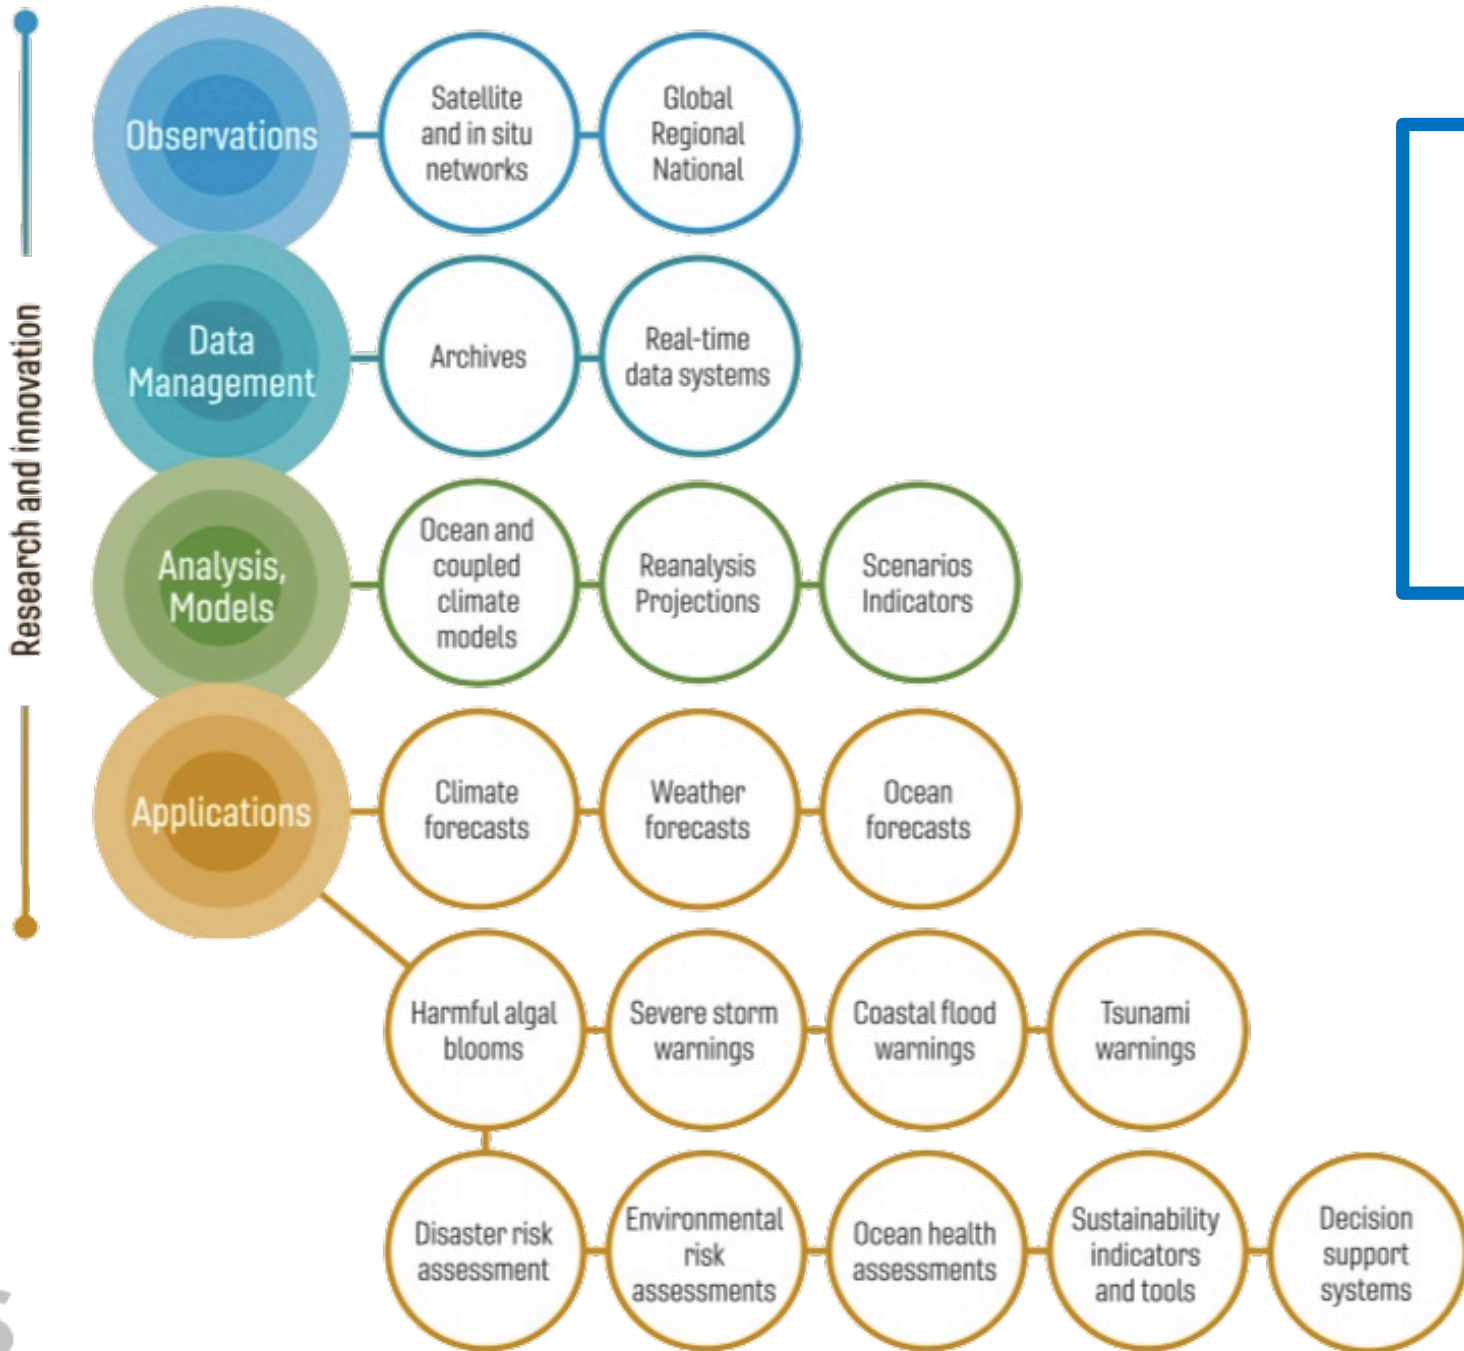 Research and innovation
Observations
Satellite
and in situ
networks
Global
Regional
National
Data
Management
Archives
Real-time
data systems
Analysis,
Models
Ocean and
coupled
climate
models
Reanalysis
Projections
Scenarios
Indicators
Applications
Climate
forecasts
Weather
forecasts
Ocean
forecasts
Harmful algal
blooms
Severe storm
warnings
Coastal flood
warnings
Tsunami
warnings
Disaster risk
assessment
Environmental
risk
assessments
Ocean health
assessments
Sustainability
indicators
and tools
Decision
support
systems